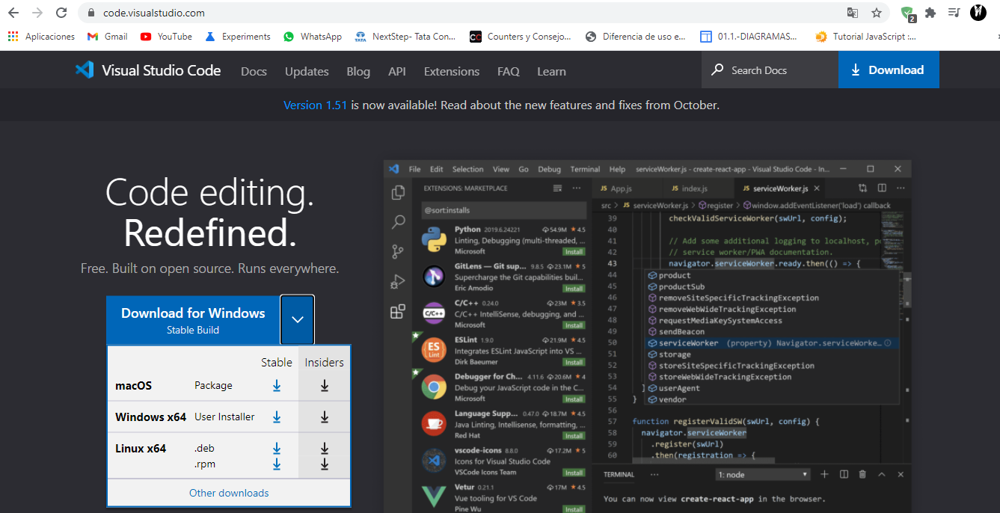 code.visualstudio.com
2
Aplicaciones Gmail YouTube Experiments WhatsApp NextStep- Tata Con... Counters y Consejo... Diferencia de uso e... 01.1.-DIAGRAMAS... Tutorial JavaScript :...
Visual Studio Code Docs Updates Blog API Extensions FAQ Learn Search Docs Download
Version 1.51 is now available! Read about the new features and fixes from October.
Code editing.
Redefined.
Free. Built on open source. Runs everywhere.
Download for Windows
Stable Build
Stable Insiders
macOS Package
Windows x64 User Installer
Linux x64 .deb
.rpm
Other downloads
File Edit Selection View Go Debug Terminal Help serviceWorker.js - create-react-app - Visual Studio Code - In...
EXTENSIONS: MARKETPLACE
@sort:installs
Python 2019.6.24221 54.9M 4.5
Linting, Debugging (multi-threaded, ...
Microsoft Install
GitLens — Git sup... 9.8.5 23.1M 5
Supercharge the Git capabilities buil...
Eric Amodio Install
C/C++ 0.24.0 23M 3.5
C/C++ IntelliSense, debugging, and ...
Microsoft Install
ESLint 1.9.0 21.9M 4.5
Integrates ESLint JavaScript into VS ...
Dirk Baeumer Install
Debugger for Ch... 4.11.6 20.6M 4
Debug your JavaScript code in the C...
Microsoft Install
Language Supp... 0.47.0 18.7M 4.5
Java Linting, Intellisense, formatting, ...
Red Hat Install
vscode-icons 8.8.0 17.2M 5
Icons for Visual Studio Code
VSCode Icons Team Install
Vetur 0.21.1 17M 4.5
Vue tooling for VS Code
Pine Wu Install
JS App.js JS index.js JS serviceWorker.js
src > JS serviceWorker.js > register > window.addEventListener('load') callback
39 checkValidServiceWorker(swUrl, config);
40
41 // Add some additional logging to localhost, p
42 // service worker/PWA documentation.
43 navigator.serviceWorker.ready.then(() => {
44 product
45 productSub
46 removeSiteSpecificTrackingException
47 removeWebWideTrackingException
48 requestMediaKeySystemAccess
49 sendBeacon
50 serviceWorker (property) Navigator.serviceWorke...
51 storage
52 storeSiteSpecificTrackingException
53 storeWebWideTrackingException
54 } userAgent
55 } vendor
56
57 function registerValidSW(swUrl, config) {
58 navigator.serviceWorker
59 .register(swUrl)
60 .then(registration => {
TERMINAL ... 1: node
You can now view create-react-app in the browser.